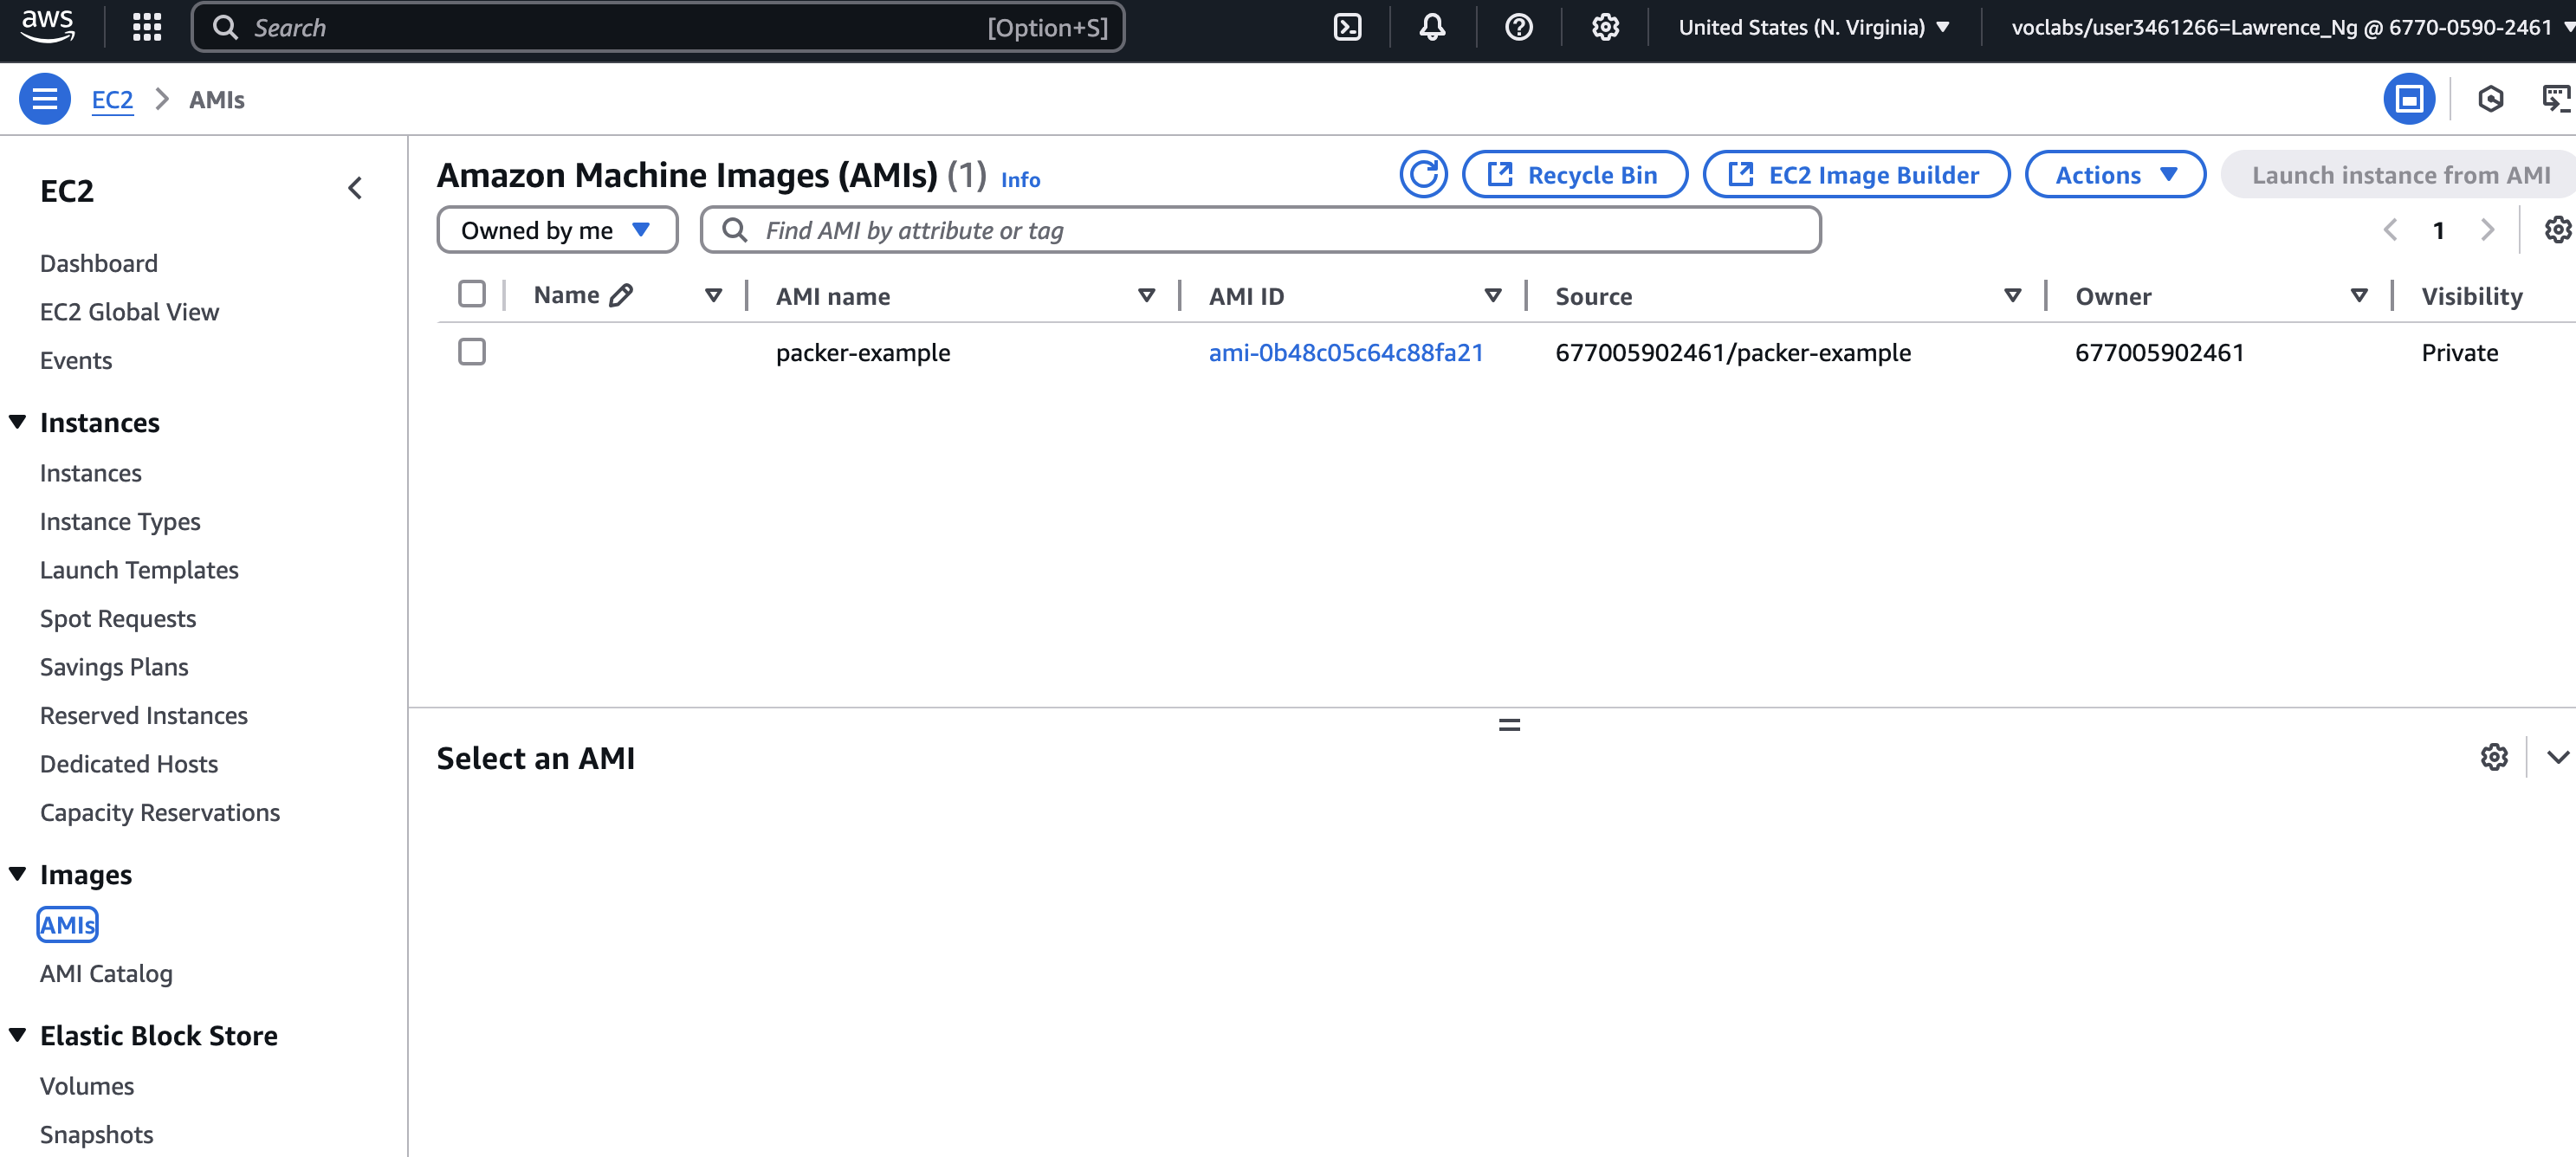 aws
Search [Option+S]
United States (N. Virginia)
voclabs/user3461266=Lawrence_Ng @ 6770-0590-2461
EC2 AMIs
EC2
Dashboard
EC2 Global View
Events
Instances
Instances
Instance Types
Launch Templates
Spot Requests
Savings Plans
Reserved Instances
Dedicated Hosts
Capacity Reservations
Images
AMIs
AMI Catalog
Elastic Block Store
Volumes
Snapshots
Amazon Machine Images (AMIs) (1) Info
Recycle Bin
EC2 Image Builder
Actions
Launch instance from AMI
Owned by me
Find AMI by attribute or tag
1
Name AMI name AMI ID Source Owner Visibility
packer-example ami-0b48c05c64c88fa21 677005902461/packer-example 677005902461 Private
Select an AMI